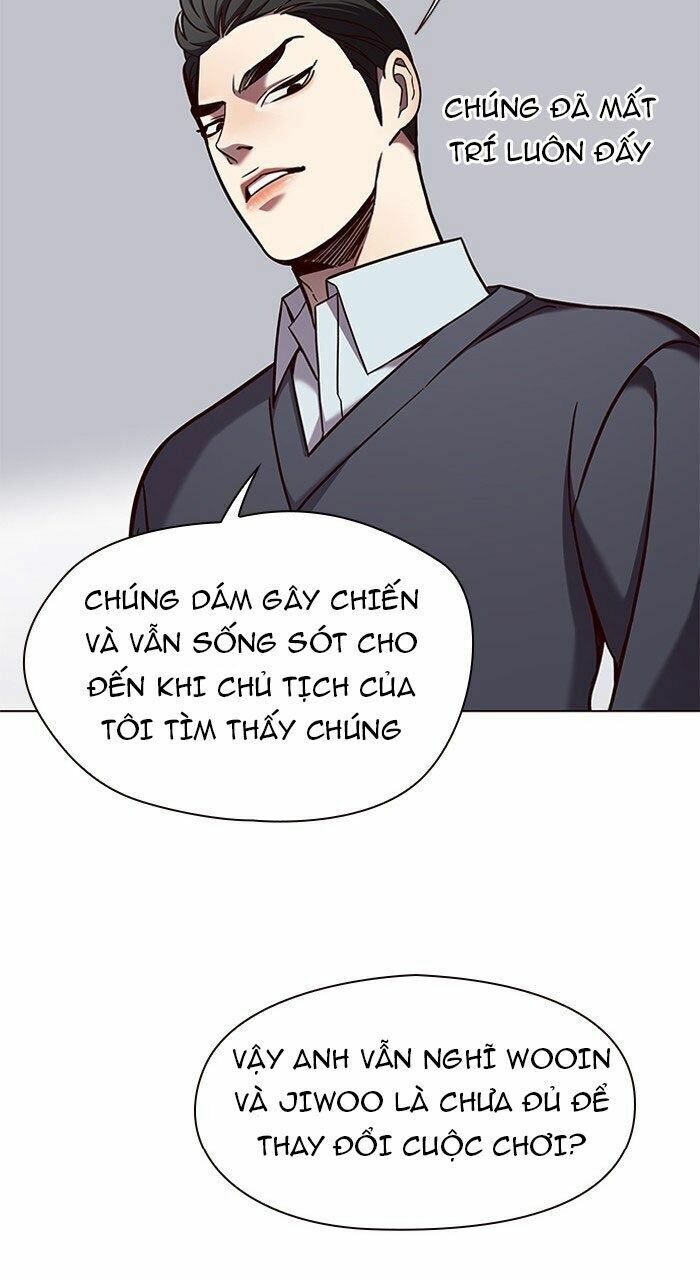 CHÚNG ĐÃ MẤT
TRÍ LUÔN ĐẤY
CHÚNG DÁM GÂY CHIẾN
VÀ VẪN SỐNG SÓT CHO
ĐẾN KHI CHỦ TỊCH CỦA
TÔI TÌM THẤY CHÚNG
VẬY ANH VẪN NGHĨ WOOIN
VÀ JIWOO LÀ CHƯA ĐỦ ĐỂ
THAY ĐỔI CUỘC CHƠI?